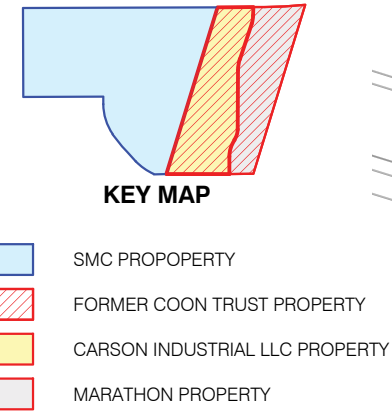 KEY MAP
SMC PROPOPERTY
FORMER COON TRUST PROPERTY
CARSON INDUSTRIAL LLC PROPERTY
MARATHON PROPERTY